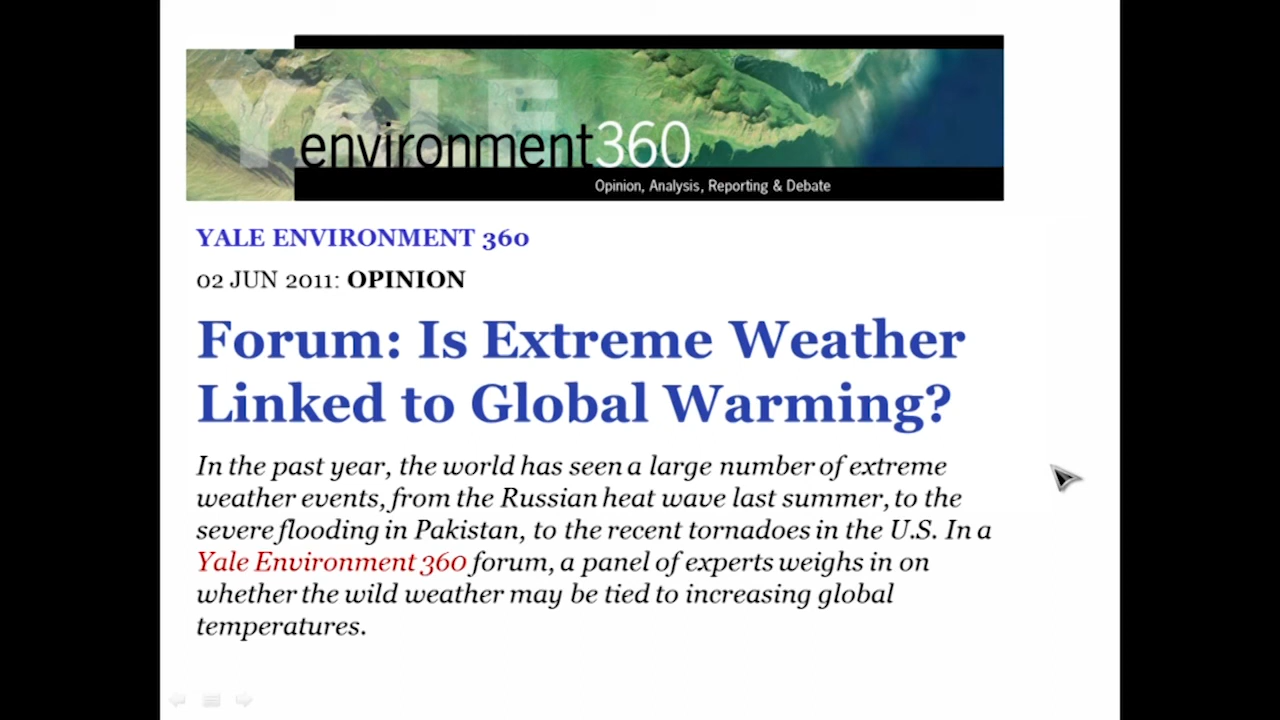 YALE
environment360
Opinion, Analysis, Reporting & Debate
YALE ENVIRONMENT 360
02 JUN 2011: OPINION
Forum: Is Extreme Weather
Linked to Global Warming?
In the past year, the world has seen a large number of extreme
weather events, from the Russian heat wave last summer, to the
severe flooding in Pakistan, to the recent tornadoes in the U.S. In a
Yale Environment 360 forum, a panel of experts weighs in on
whether the wild weather may be tied to increasing global
temperatures.